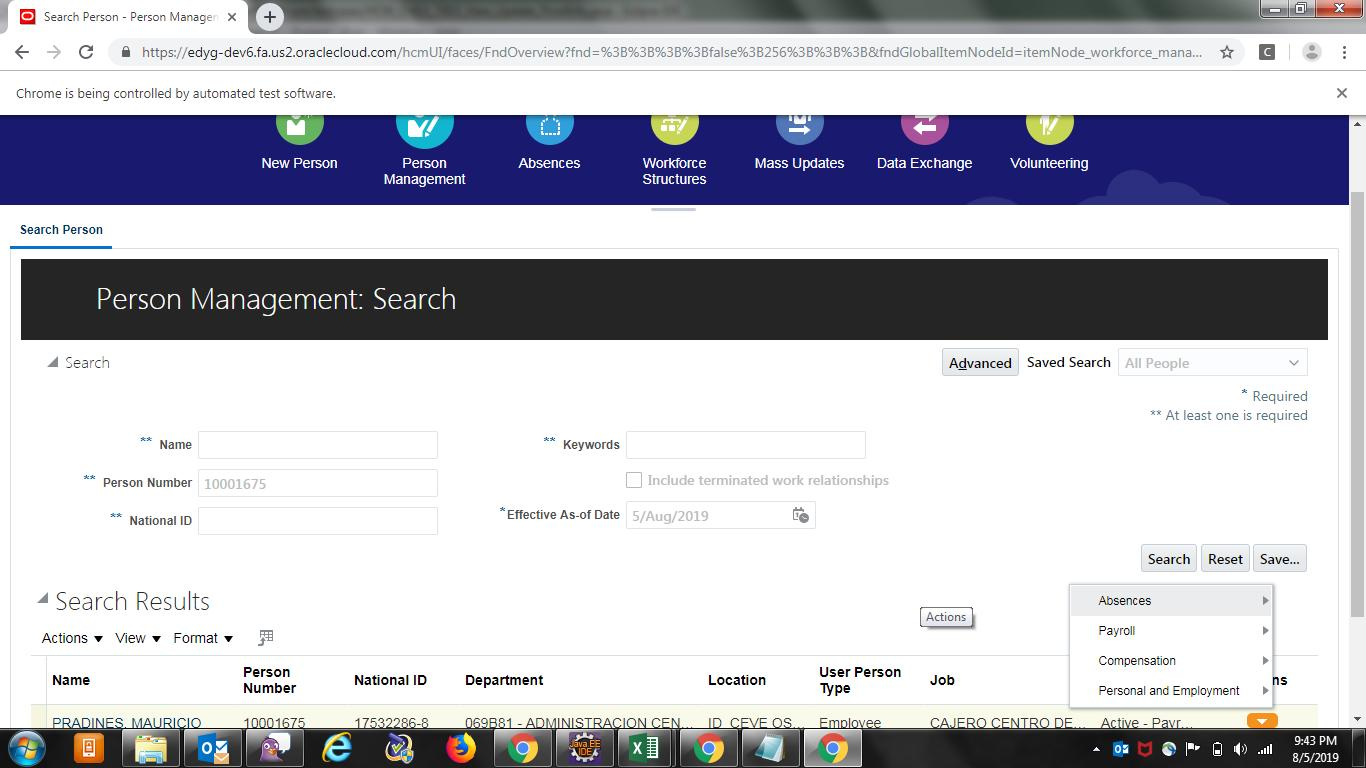 Search Person - Person Managen
https://edyg-dev6.fa.us2.oraclecloud.com/hcmUI/faces/FndOverview?fnd=%3B%3B%3B%3Bfalse%3B256%3B%3B%3B&fndGlobalItemNodeId=itemNode_workforce_mana...
C
Chrome is being controlled by automated test software.
New Person
Person Management
Absences
Workforce Structures
Mass Updates
Data Exchange
Volunteering
Search Person
Person Management: Search
Search
Advanced
Saved Search
All People
* Required
** At least one is required
** Name
** Keywords
** Person Number 10001675
Include terminated work relationships
** National ID
*Effective As-of Date 5/Aug/2019
Search Reset Save...
Search Results
Absences
Payroll
Compensation
Personal and Employment
Actions
Actions View Format
Name
Person Number
National ID
Department
Location
User Person Type
Job
ns
PRADINES, MAURICIO 10001675 17532286-8 069B81 - ADMINISTRACION CEN... ID_CEVE OS... Employee CAJERO CENTRO DE... Active - Payr...
Java EE
IDE
9:43 PM
8/5/2019